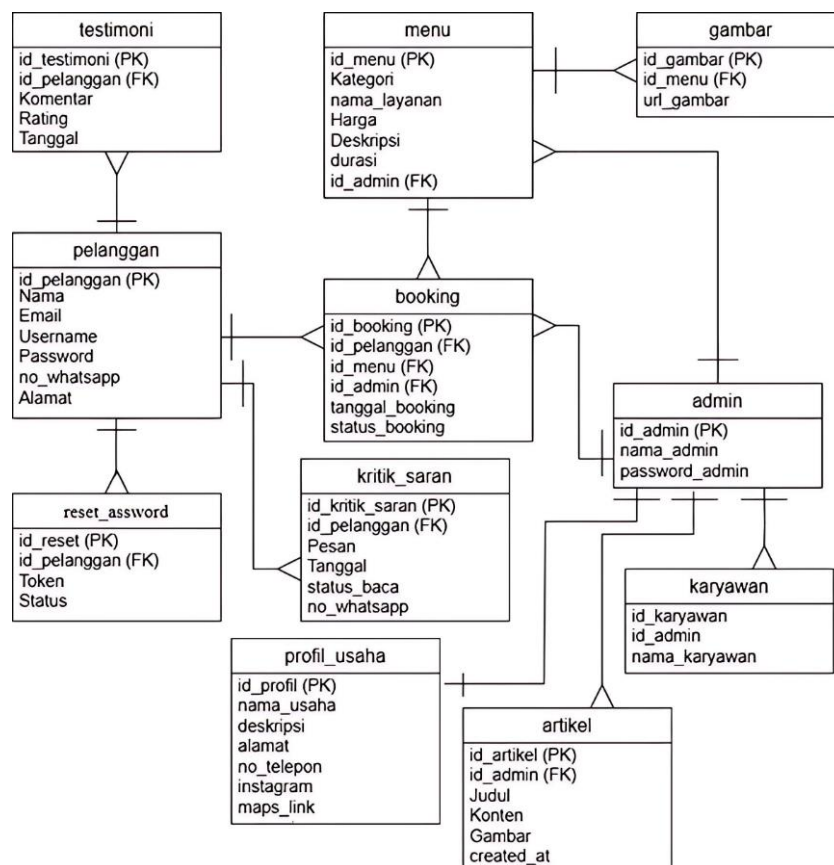 testimoni
id_testimoni (PK)
id_pelanggan (FK)
Komentar
Rating
Tanggal
menu
id_menu (PK)
Kategori
nama_layanan
Harga
Deskripsi
durasi
id_admin (FK)
gambar
id_gambar (PK)
id_menu (FK)
url_gambar
pelanggan
id_pelanggan (PK)
Nama
Email
Username
Password
no_whatsapp
Alamat
booking
id_booking (PK)
id_pelanggan (FK)
id_menu (FK)
id_admin (FK)
tanggal_booking
status_booking
admin
id_admin (PK)
nama_admin
password_admin
reset_assword
id_reset (PK)
id_pelanggan (FK)
Token
Status
kritik_saran
id_kritik_saran (PK)
id_pelanggan (FK)
Pesan
Tanggal
status_baca
no_whatsapp
karyawan
id_karyawan
id_admin
nama_karyawan
profil_usaha
id_profil (PK)
nama_usaha
deskripsi
alamat
no_telepon
instagram
maps_link
artikel
id_artikel (PK)
id_admin (FK)
Judul
Konten
Gambar
created_at